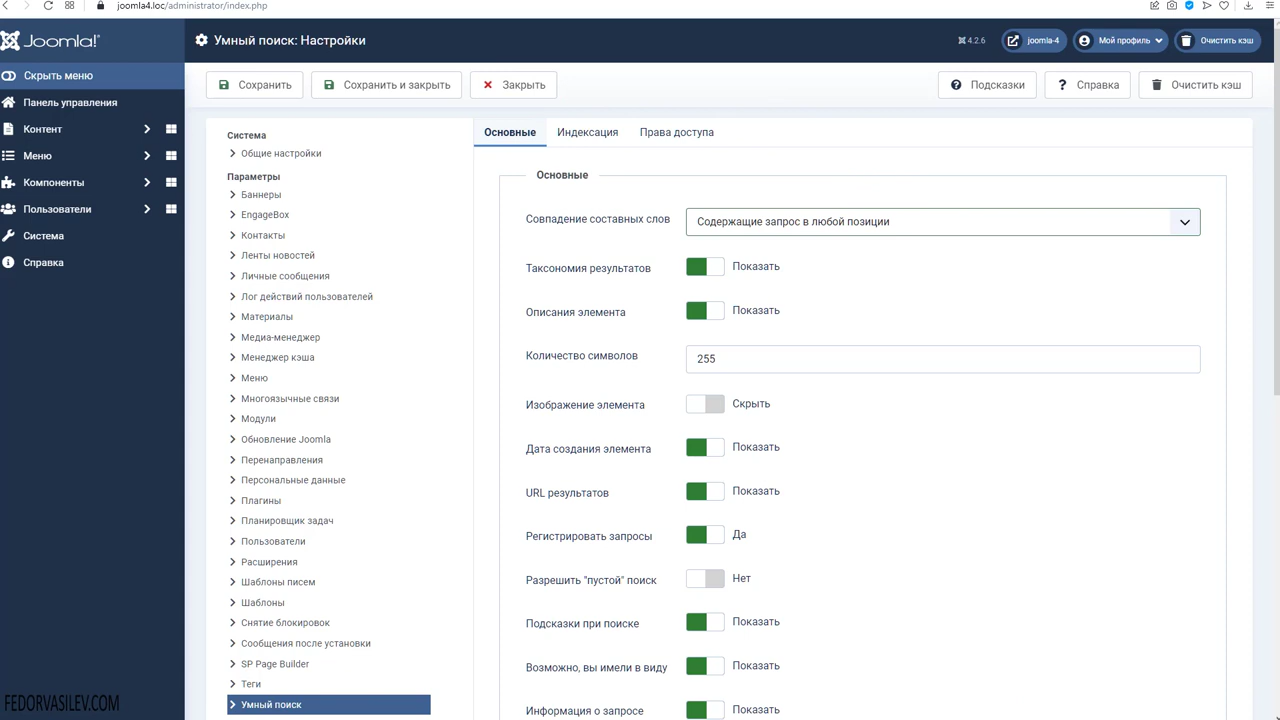 joomla4.loc/administrator/index.php
Joomla!
Умный поиск: Настройки
4.2.6
joomla-4
Мой профиль
Очистить кэш
Скрыть меню
Панель управления
Контент
Меню
Компоненты
Пользователи
Система
Справка
Сохранить
Сохранить и закрыть
Закрыть
Подсказки
Справка
Очистить кэш
Система
Общие настройки
Параметры
Баннеры
EngageBox
Контакты
Ленты новостей
Личные сообщения
Лог действий пользователей
Материалы
Медиа-менеджер
Менеджер кэша
Меню
Многоязычные связи
Модули
Обновление Joomla
Перенаправления
Персональные данные
Плагины
Планировщик задач
Пользователи
Расширения
Шаблоны писем
Шаблоны
Снятие блокировок
Сообщения после установки
SP Page Builder
Теги
Умный поиск
Основные
Индексация
Права доступа
Основные
Совпадение составных слов
Содержащие запрос в любой позиции
Таксономия результатов
Показать
Описания элемента
Показать
Количество символов
255
Изображение элемента
Скрыть
Дата создания элемента
Показать
URL результатов
Показать
Регистрировать запросы
Да
Разрешить "пустой" поиск
Нет
Подсказки при поиске
Показать
Возможно, вы имели в виду
Показать
Информация о запросе
Показать
FEDORVASILEV.COM